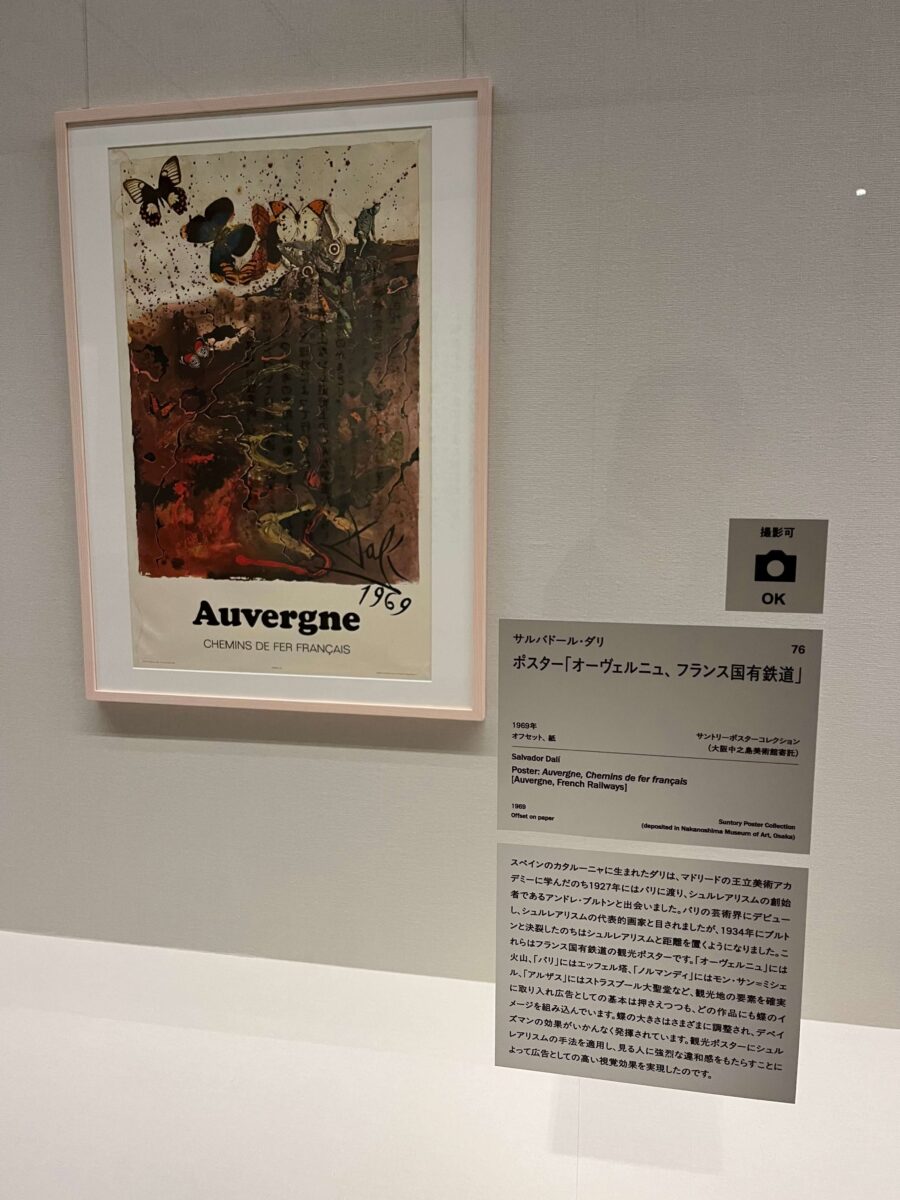 Dalí
1969
Auvergne
CHEMINS DE FER FRANÇAIS
撮影可
OK
サルバドール・ダリ
76
ポスター「オーヴェルニュ、フランス国有鉄道」
1969年
オフセット、紙
サントリーポスターコレクション
(大阪中之島美術館寄託)
Salvador Dalí
Poster: Auvergne, Chemins de fer français
[Auvergne, French Railways]
1969
Offset on paper
Suntory Poster Collection
(deposited in Nakanoshima Museum of Art, Osaka)
スペインのカタルーニャに生まれたダリは、マドリードの王立美術アカ
デミーに学んだのち1927年にはパリに渡り、シュルレアリスムの創始
者であるアンドレ・ブルトンと出会いました。パリの芸術界にデビュー
し、シュルレアリスムの代表的画家と目されましたが、1934年にブルト
ンと決裂したのちはシュルレアリスムと距離を置くようになりました。こ
れらはフランス国有鉄道の観光ポスターです。「オーヴェルニュ」には
火山、「パリ」にはエッフェル塔、「ノルマンディ」にはモン・サン=ミシェ
ル、「アルザス」にはストラスブール大聖堂など、観光地の要素を確実
に取り入れ広告としての基本は押さえつつも、どの作品にも蝶のイ
メージを組み込んでいます。蝶の大きさはさまざまに調整され、デペイ
ズマンの効果がいかんなく発揮されています。観光ポスターにシュル
レアリスムの手法を適用し、見る人に強烈な違和感をもたらすことに
よって広告としての高い視覚効果を実現したのです。